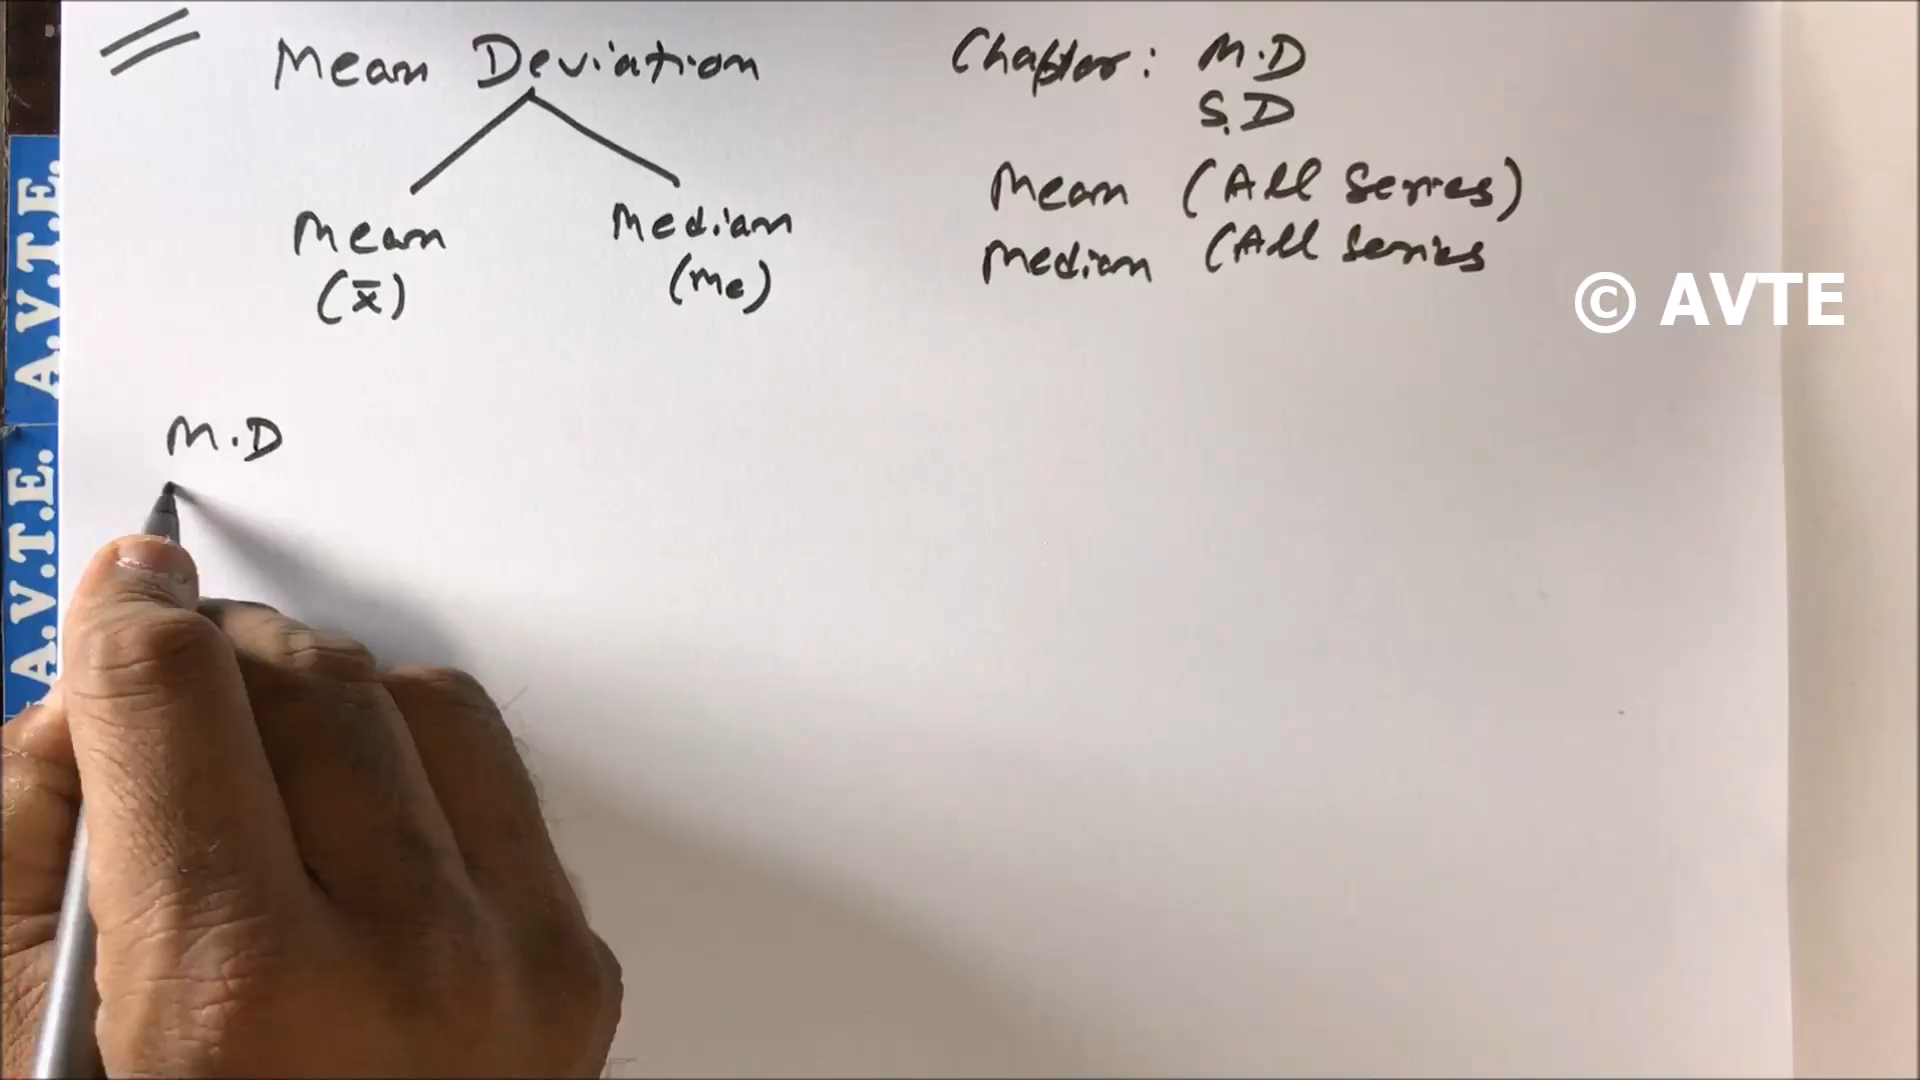 Mean Deviation
Mean
(x̄)
Median
(Me)
Chapter: M.D
S.D
Mean (All Series)
Median (All series
© AVTE
M.D
A.V.T.E.
A.V.T.E.